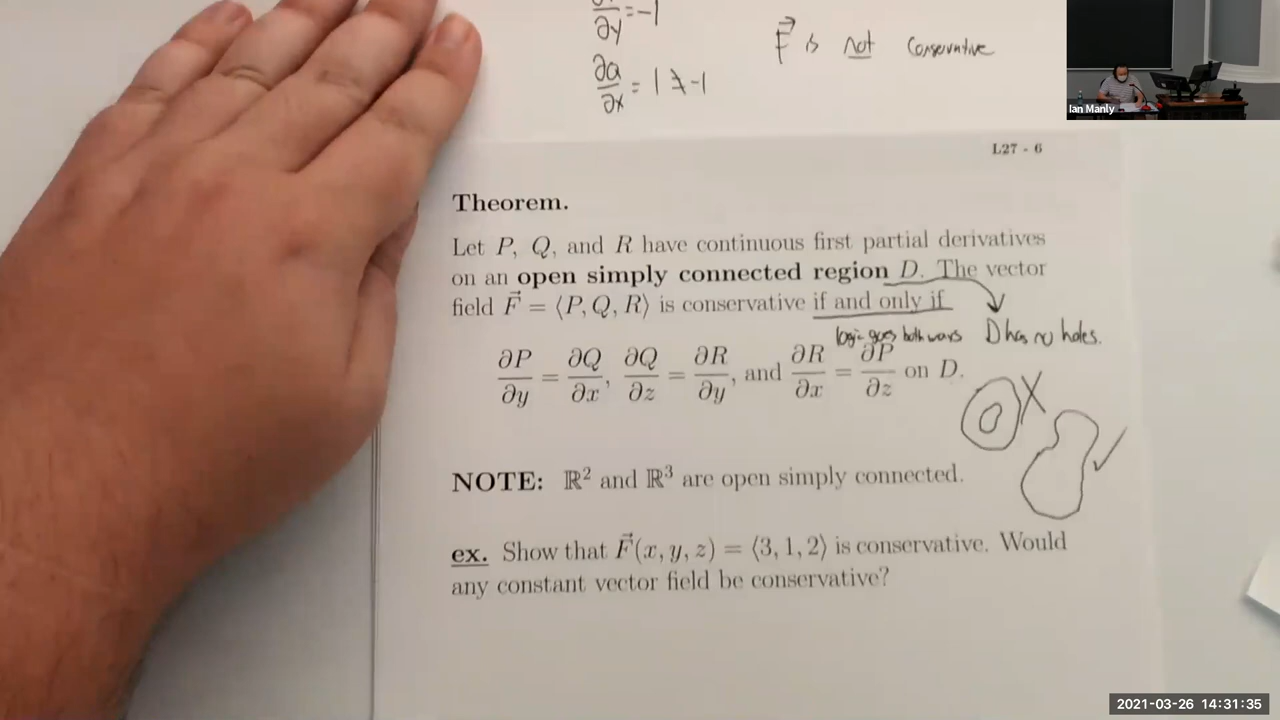 ∂y = -1
∂a/∂x = 1 ≠ -1
F⃗ is not conservative
Ian Manly
L27 - 6
Theorem.
Let P, Q, and R have continuous first partial derivatives
on an open simply connected region D. The vector
field F⃗ = ⟨P, Q, R⟩ is conservative if and only if
logic goes both ways
D has no holes.
∂P/∂y = ∂Q/∂x, ∂Q/∂z = ∂R/∂y, and ∂R/∂x = ∂P/∂z on D.
NOTE: ℝ² and ℝ³ are open simply connected.
ex. Show that F⃗(x, y, z) = ⟨3, 1, 2⟩ is conservative. Would
any constant vector field be conservative?
2021-03-26 14:31:35